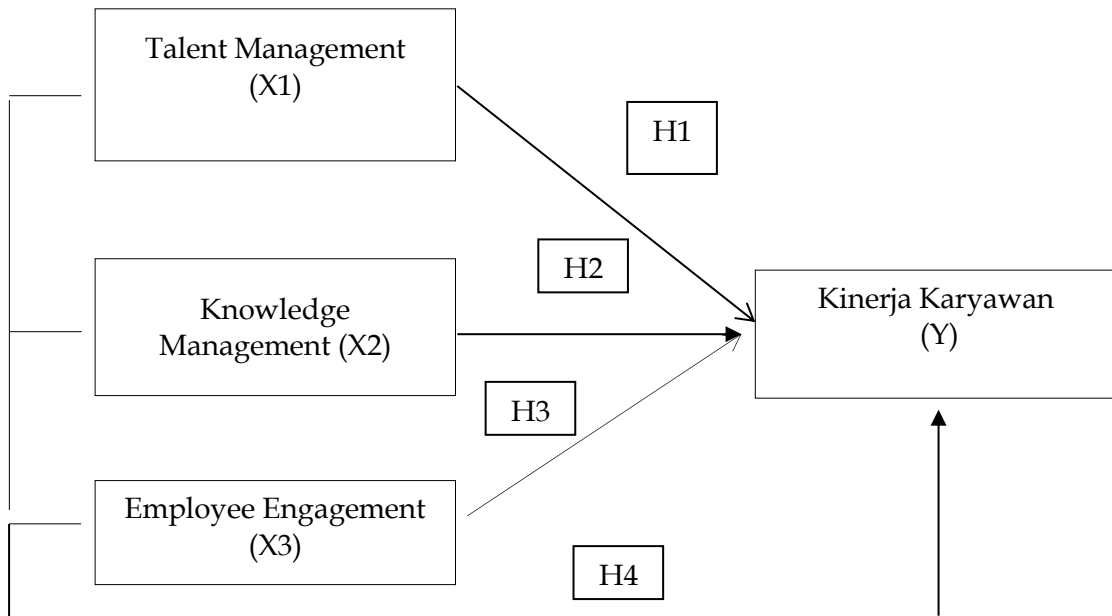 Talent Management
(X1)
H1
H2
Knowledge
Management (X2)
Kinerja Karyawan
(Y)
H3
Employee Engagement
(X3)
H4